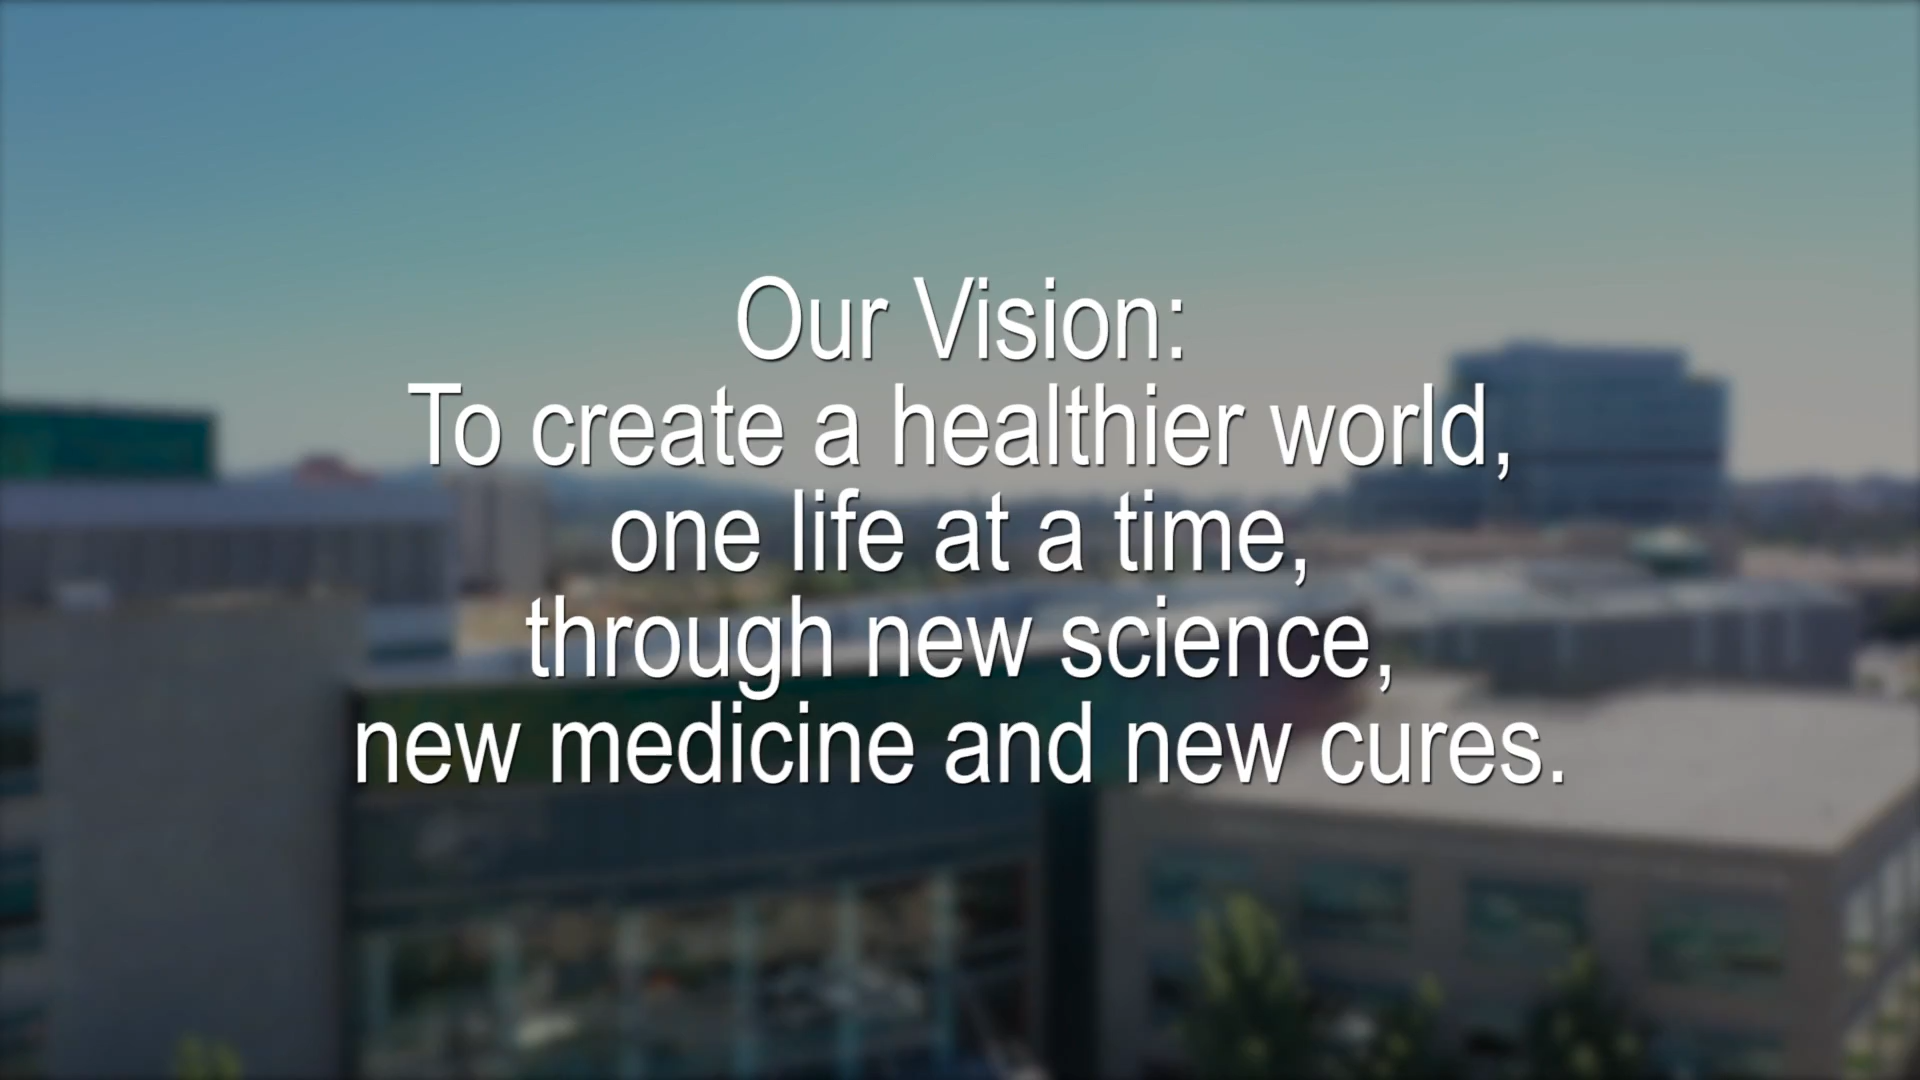 Our Vision:
To create a healthier world,
one life at a time,
through new science,
new medicine and new cures.